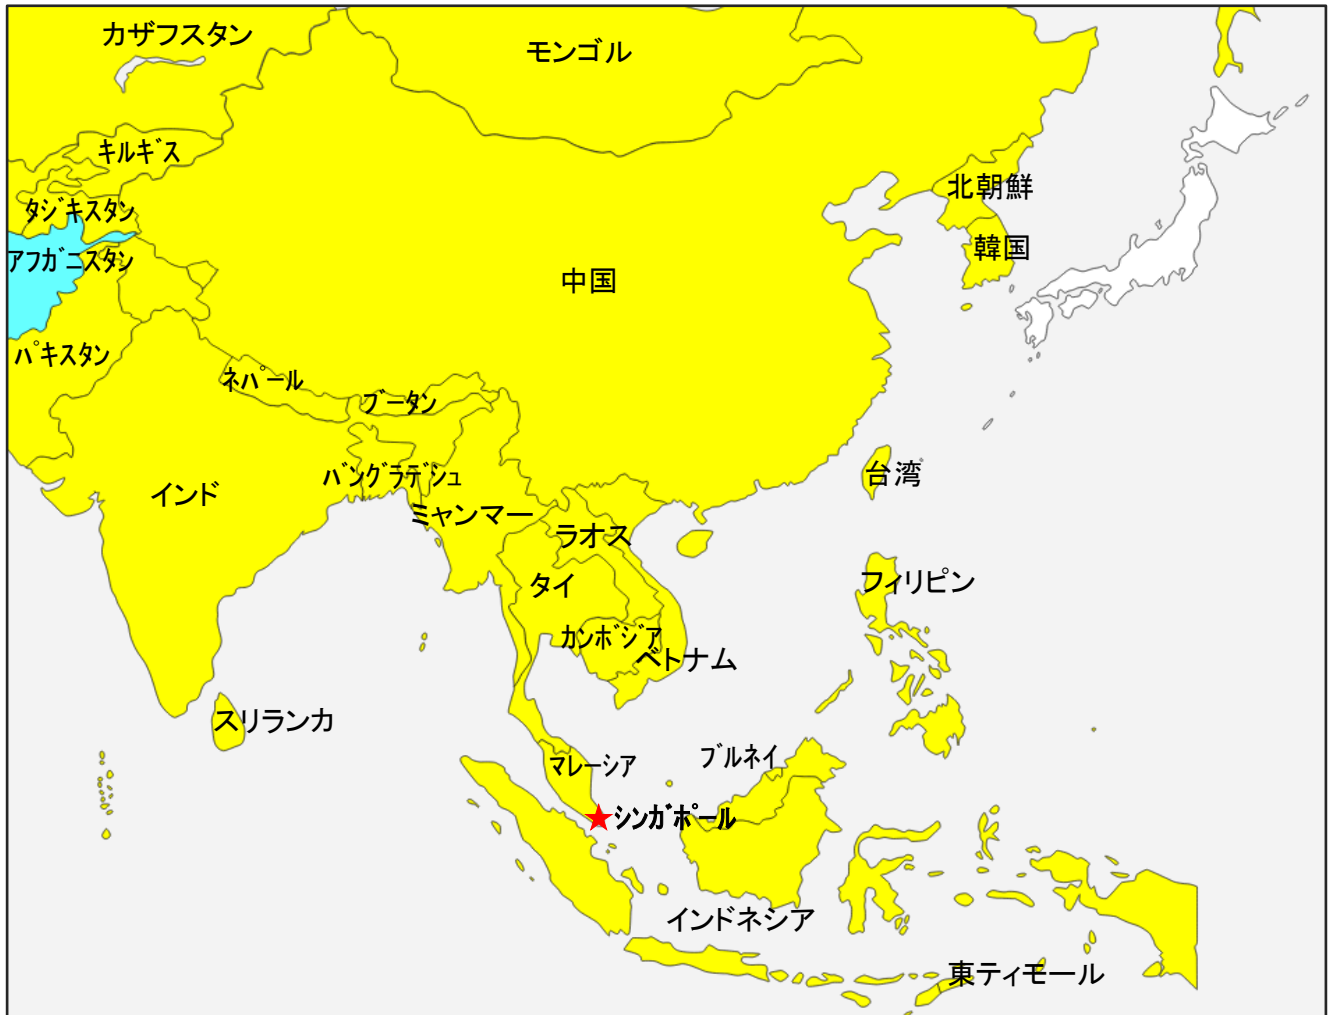 カザフスタン
モンゴル
キルギス
北朝鮮
タジキスタン
韓国
アフガニスタン
中国
パキスタン
ネパール
ブータン
台湾
バングラデシュ
インド
ミャンマー
ラオス
フィリピン
タイ
カンボジア
ベトナム
スリランカ
ブルネイ
マレーシア
シンガポール
インドネシア
東ティモール